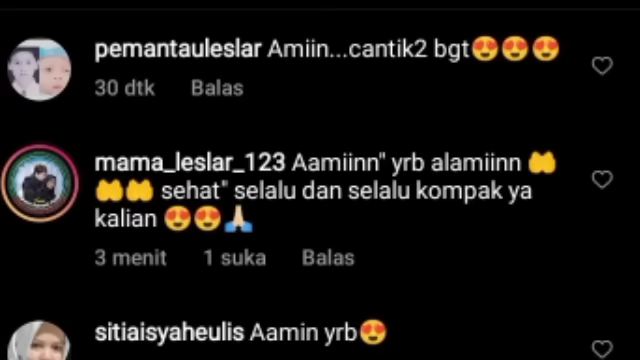 pemantauleslar Amiin...cantik2 bgt😍😍😍
30 dtk Balas
mama_leslar_123 Aamiinn" yrb alamiinn 🤲
🤲🤲 sehat" selalu dan selalu kompak ya
kalian 😍😍🙏🏻
3 menit 1 suka Balas
sitiaisyaheulis Aamin yrb😍